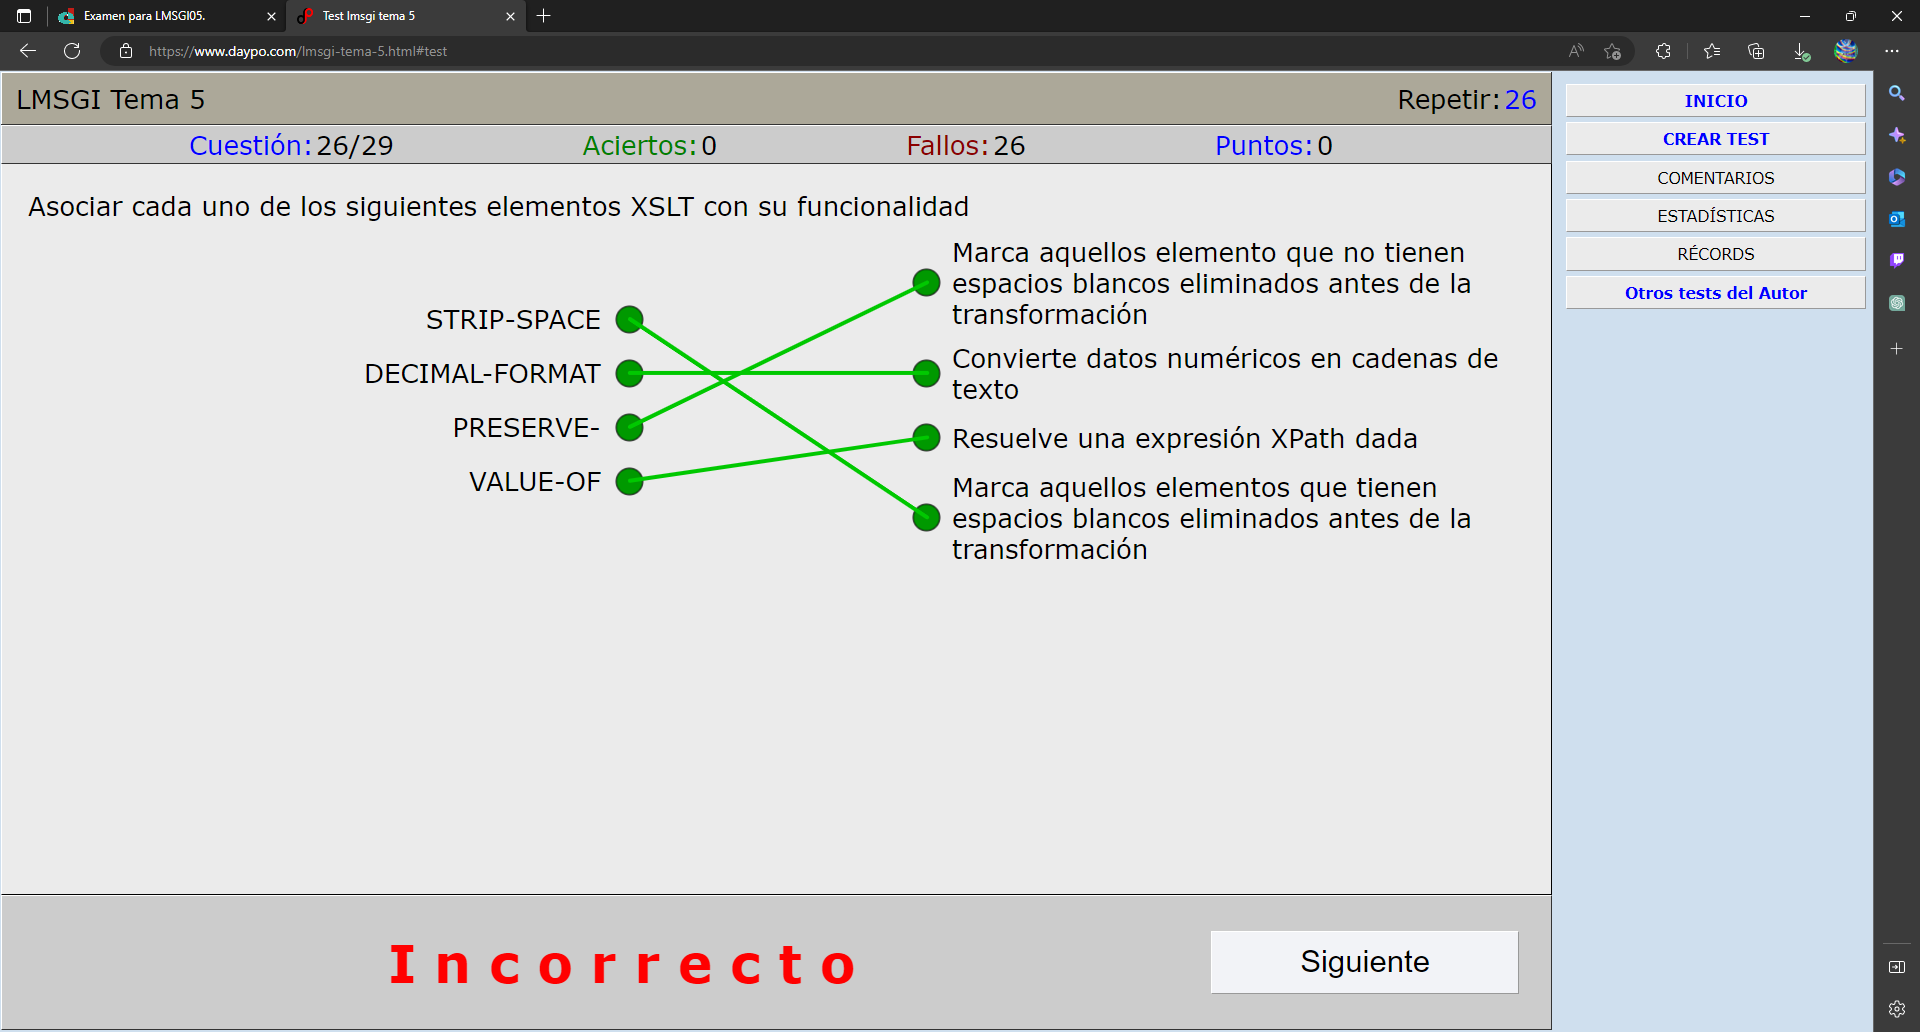 Examen para LMSGI05.
Test lmsgi tema 5
https://www.daypo.com/lmsgi-tema-5.html#test
LMSGI Tema 5
Repetir: 26
Cuestión: 26/29
Aciertos: 0
Fallos: 26
Puntos: 0
Asociar cada uno de los siguientes elementos XSLT con su funcionalidad
STRIP-SPACE
DECIMAL-FORMAT
PRESERVE-
VALUE-OF
Marca aquellos elemento que no tienen
espacios blancos eliminados antes de la
transformación
Convierte datos numéricos en cadenas de
texto
Resuelve una expresión XPath dada
Marca aquellos elementos que tienen
espacios blancos eliminados antes de la
transformación
Incorrecto
Siguiente
INICIO
CREAR TEST
COMENTARIOS
ESTADÍSTICAS
RÉCORDS
Otros tests del Autor